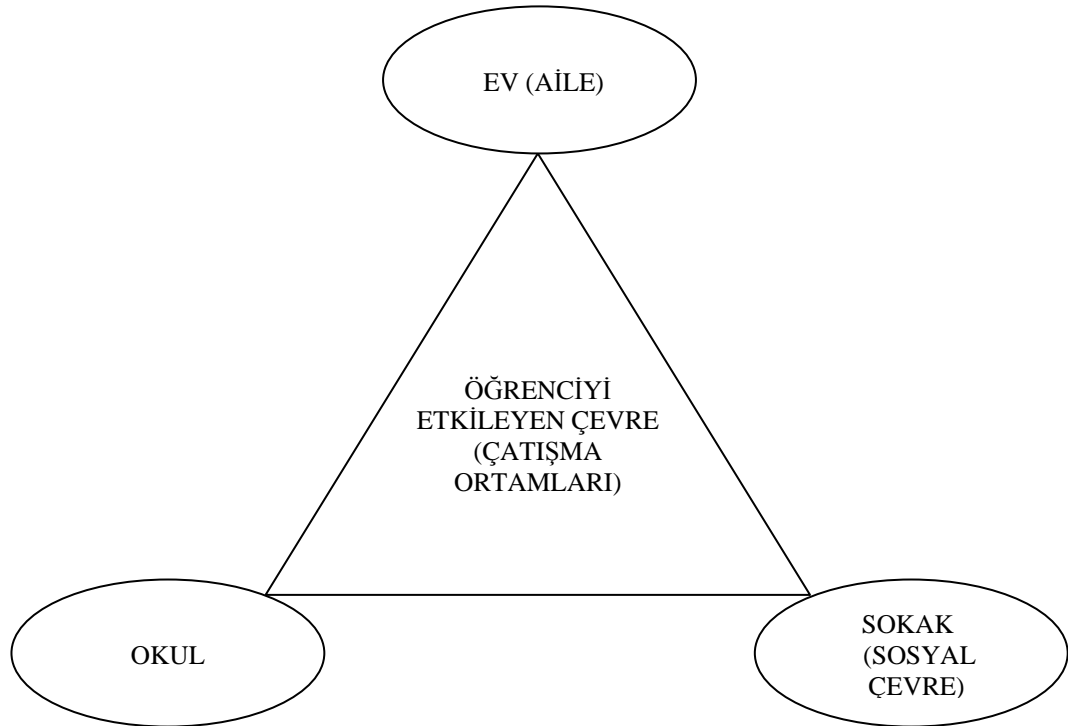 EV (AİLE)
ÖĞRENCİYİ
ETKİLEYEN ÇEVRE
(ÇATIŞMA
ORTAMLARI)
OKUL
SOKAK
(SOSYAL
ÇEVRE)